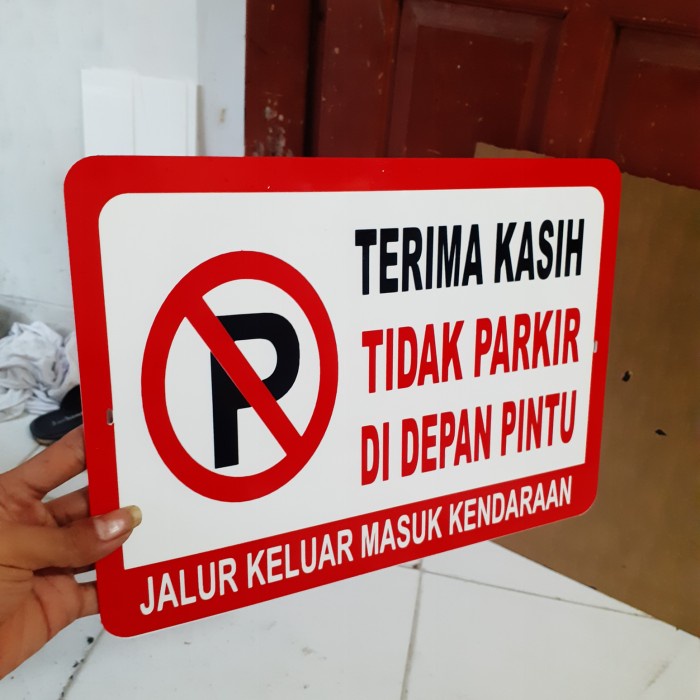 P
TERIMA KASIH
TIDAK PARKIR
DI DEPAN PINTU
JALUR KELUAR MASUK KENDARAAN